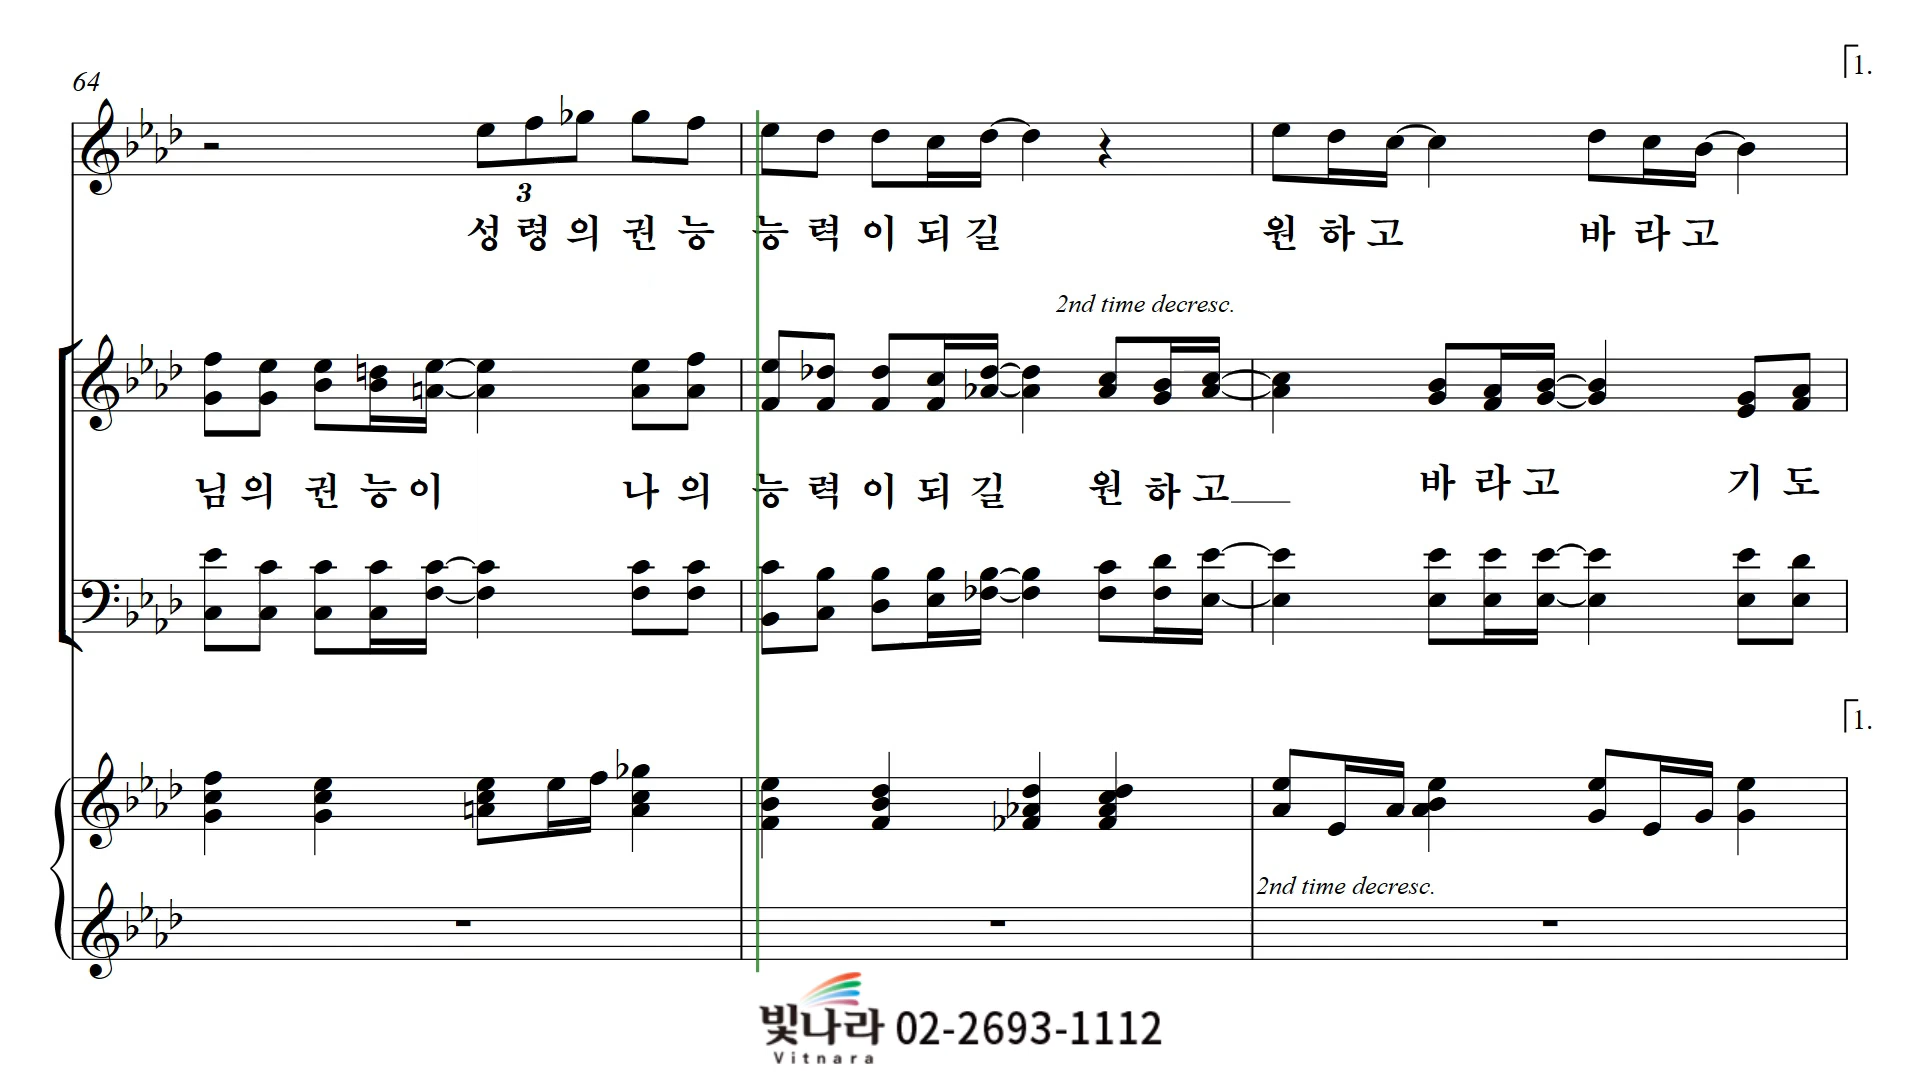 1.
64
3
성령의권능 능력이되길 원하고 바라고
2nd time decresc.
님의 권능이 나의 능력이되길 원하고 바라고 기도
1.
2nd time decresc.
빛나라 02-2693-1112
Vitnara